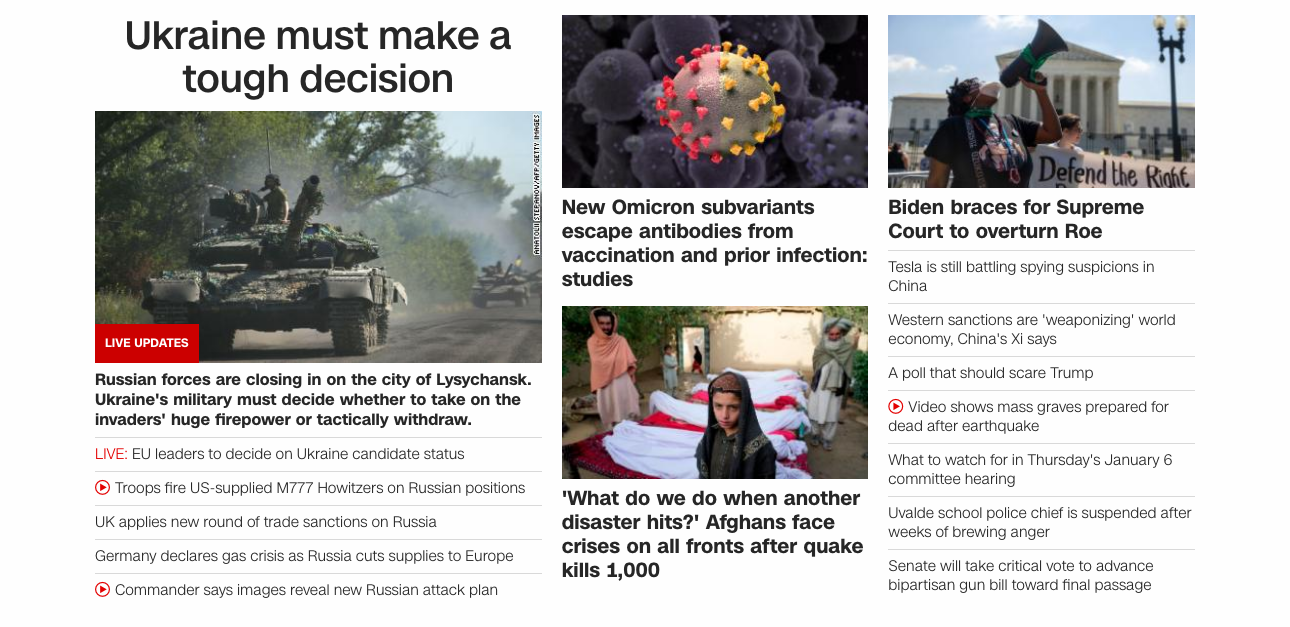 Ukraine must make a
tough decision
ANATOLII STEPANOV/AFP/GETTY IMAGES
LIVE UPDATES
Russian forces are closing in on the city of Lysychansk.
Ukraine's military must decide whether to take on the
invaders' huge firepower or tactically withdraw.
LIVE: EU leaders to decide on Ukraine candidate status
Troops fire US-supplied M777 Howitzers on Russian positions
UK applies new round of trade sanctions on Russia
Germany declares gas crisis as Russia cuts supplies to Europe
Commander says images reveal new Russian attack plan
New Omicron subvariants
escape antibodies from
vaccination and prior infection:
studies
'What do we do when another
disaster hits?' Afghans face
crises on all fronts after quake
kills 1,000
Defend the Right
Biden braces for Supreme
Court to overturn Roe
Tesla is still battling spying suspicions in
China
Western sanctions are 'weaponizing' world
economy, China's Xi says
A poll that should scare Trump
Video shows mass graves prepared for
dead after earthquake
What to watch for in Thursday's January 6
committee hearing
Uvalde school police chief is suspended after
weeks of brewing anger
Senate will take critical vote to advance
bipartisan gun bill toward final passage